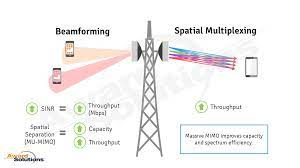 Beamforming
Spatial Multiplexing
SINR = Throughput
(Mbps)
Spatial
Separation
(MU-MIMO)
= Capacity
Throughput
Throughput
Massive MIMO improves capacity
and spectrum efficiency.
Award
Solutions